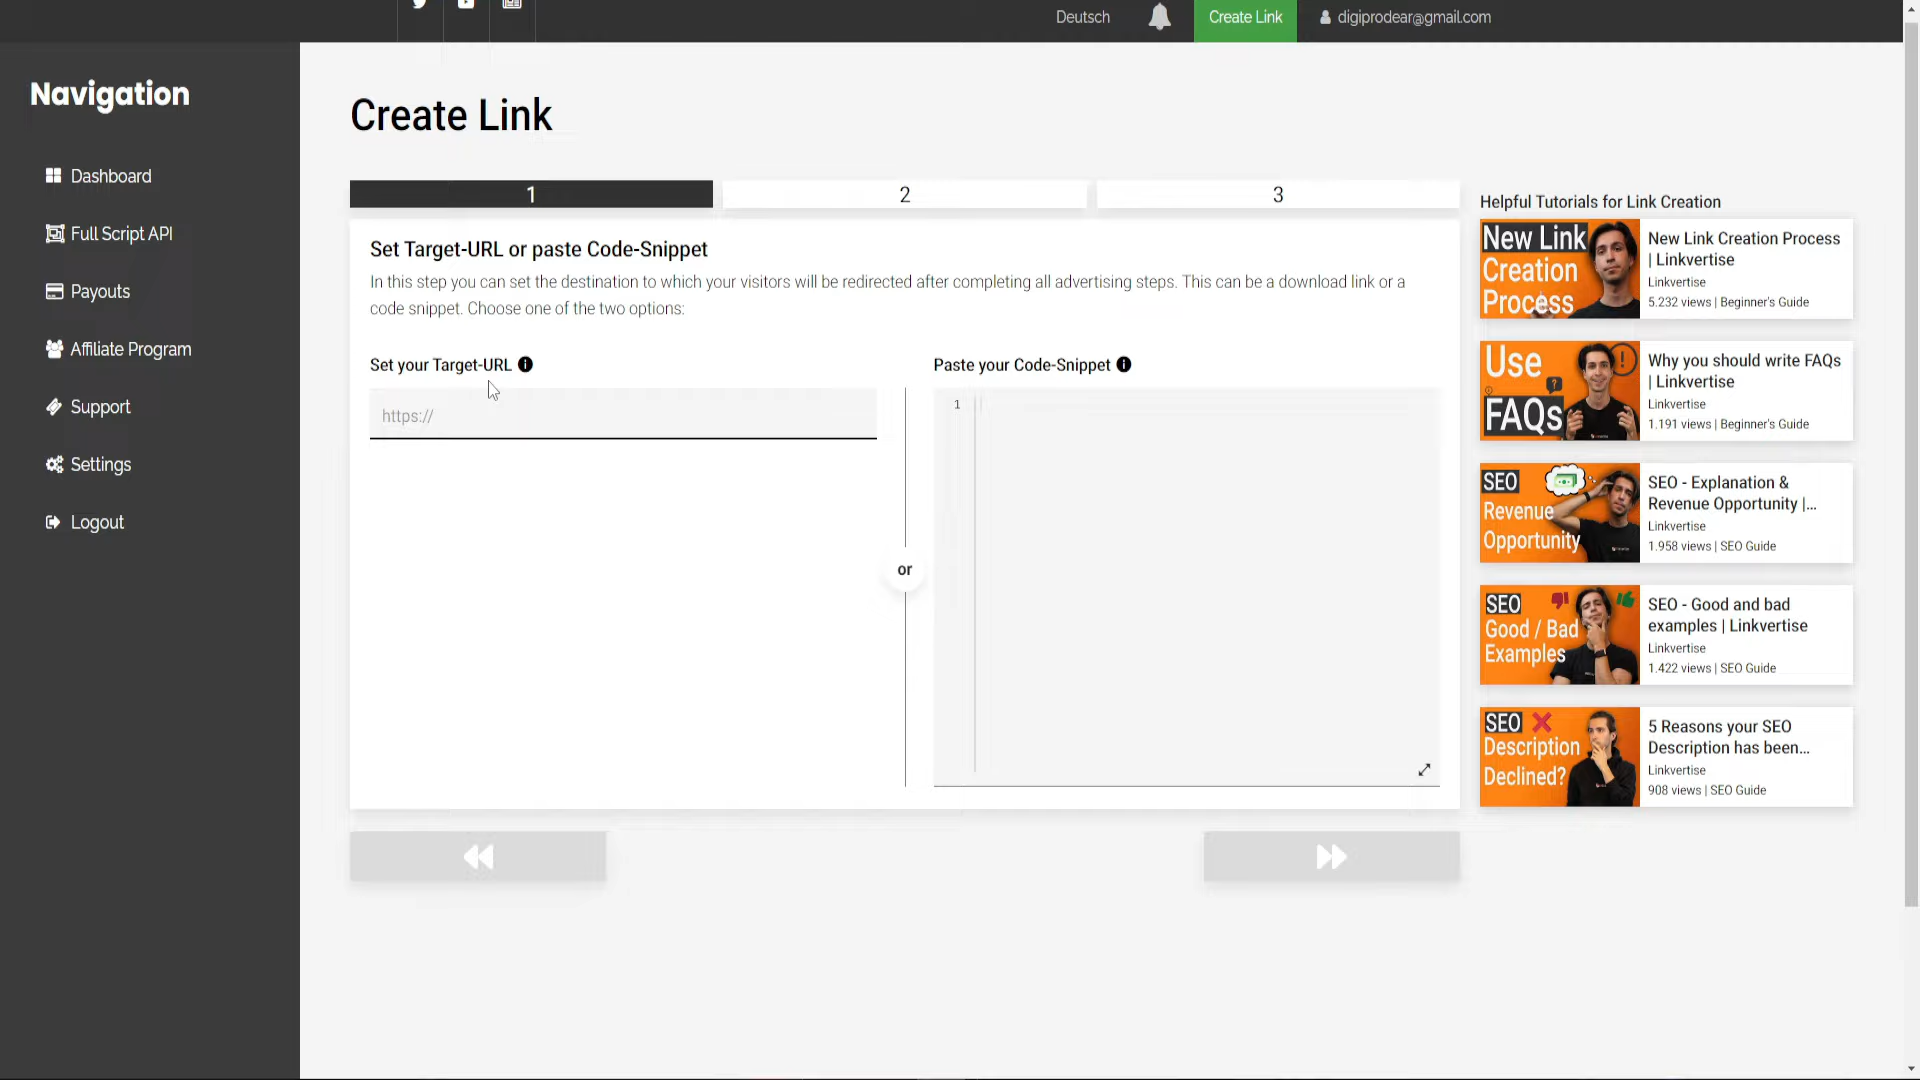 Deutsch
Create Link
digiprodear@gmail.com
Navigation
Dashboard
Full Script API
Payouts
Affiliate Program
Support
Settings
Logout
Create Link
1
2
3
Set Target-URL or paste Code-Snippet
In this step you can set the destination to which your visitors will be redirected after completing all advertising steps. This can be a download link or a
code snippet. Choose one of the two options:
Set your Target-URL
https://
or
Paste your Code-Snippet
1
Helpful Tutorials for Link Creation
New Link
Creation
Process
New Link Creation Process
| Linkvertise
Linkvertise
5.232 views | Beginner's Guide
Use
FAQs
Why you should write FAQs
| Linkvertise
Linkvertise
1.191 views | Beginner's Guide
SEO
Revenue
Opportunity
SEO - Explanation &
Revenue Opportunity |...
Linkvertise
1.958 views | SEO Guide
SEO
Good / Bad
Examples
SEO - Good and bad
examples | Linkvertise
Linkvertise
1.422 views | SEO Guide
SEO
Description
Declined?
5 Reasons your SEO
Description has been...
Linkvertise
908 views | SEO Guide